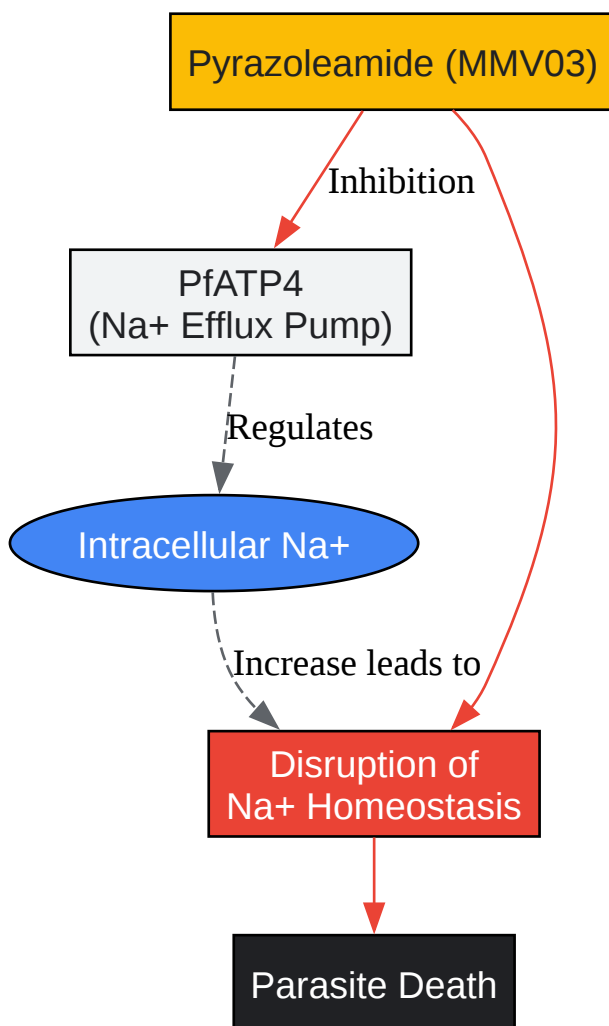 Pyrazoleamide (MMV03)
Inhibition
PfATP4
(Na+ Efflux Pump)
Regulates
Intracellular Na+
Increase leads to
Disruption of
Na+ Homeostasis
Parasite Death